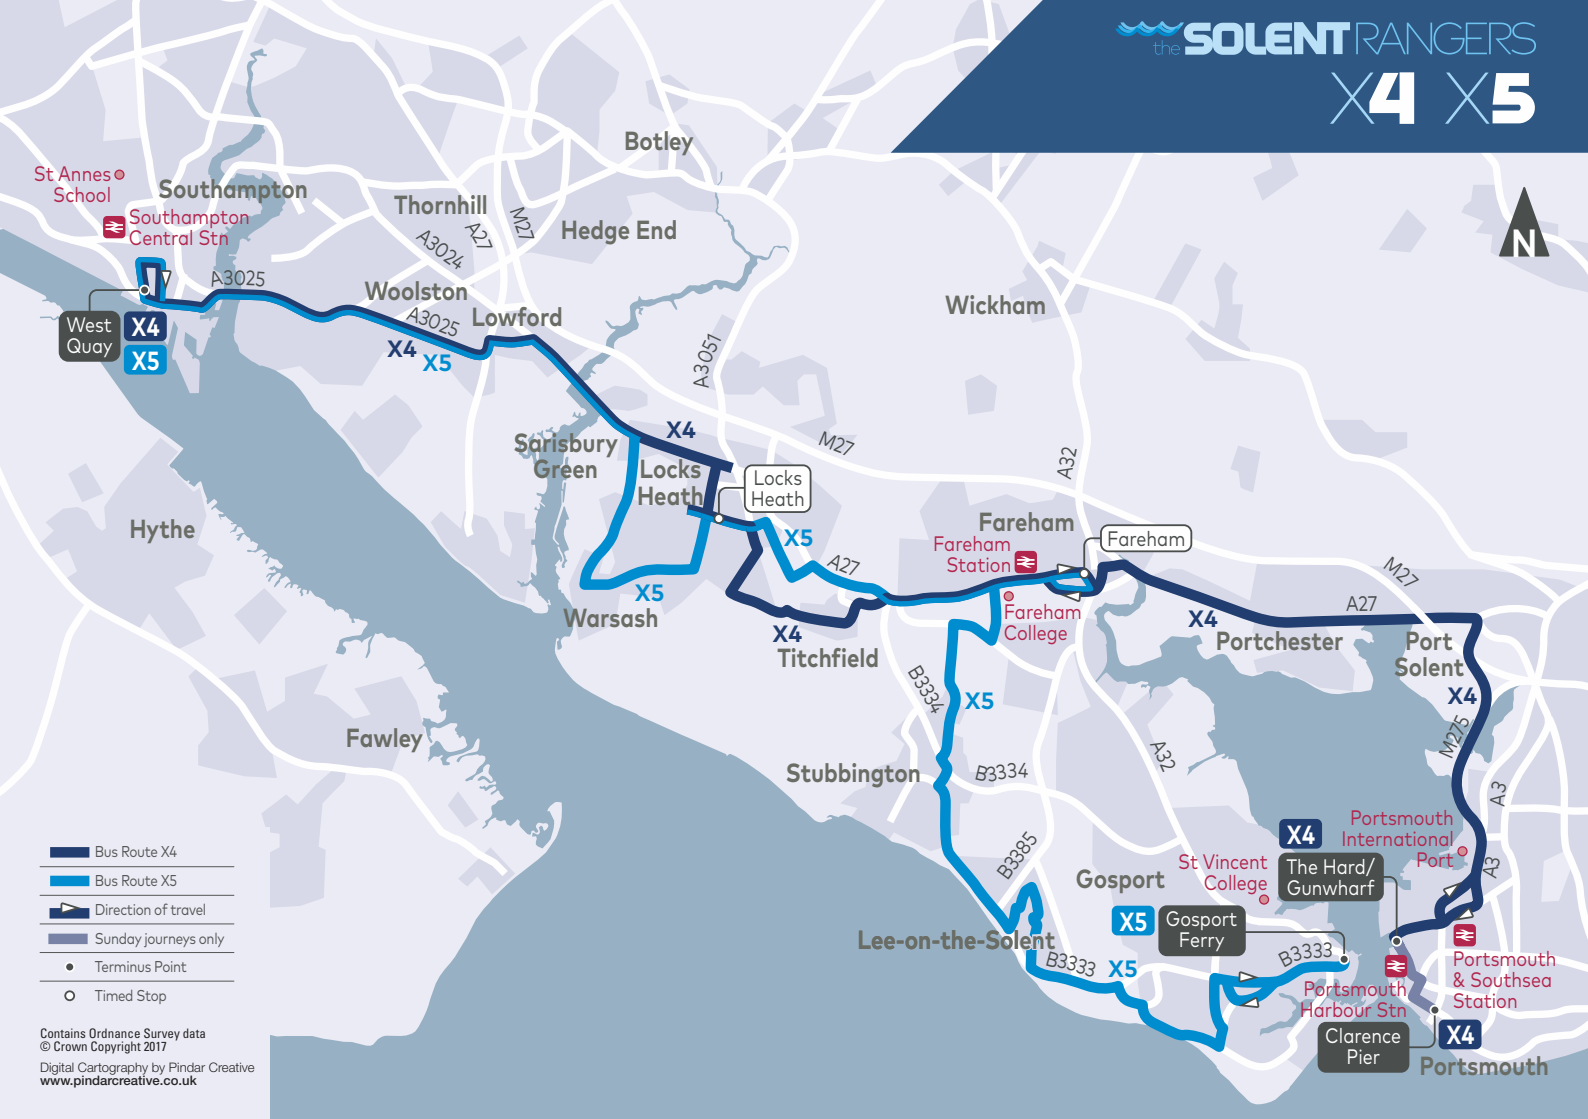 the SOLENT RANGERS
X4 X5
Botley
St Annes
School
Southampton
Southampton
Central Stn
Thornhill
A27
M27
A3024
Hedge End
N
A3025
Woolston
A3025
Lowford
Wickham
West
Quay
X4
X5
X4
X5
A3051
X4
M27
A32
Sarisbury
Green
Locks
Heath
Locks
Heath
Hythe
X5
A27
Fareham
Fareham
Station
Fareham
M27
X5
Warsash
X4
Titchfield
Fareham
College
X4
A27
Portchester
Port
Solent
X4
B3334
X5
M275
Fawley
Stubbington
B3334
A32
A3
Portsmouth
International
Port
X4
The Hard/
Gunwharf
A3
B3385
St Vincent
College
Gosport
X5
Gosport
Ferry
Lee-on-the-Solent
B3333
X5
B3333
Portsmouth
Harbour Stn
Portsmouth
& Southsea
Station
Clarence
Pier
X4
Portsmouth
Bus Route X4
Bus Route X5
Direction of travel
Sunday journeys only
Terminus Point
Timed Stop
Contains Ordnance Survey data
© Crown Copyright 2017
Digital Cartography by Pindar Creative
www.pindarcreative.co.uk